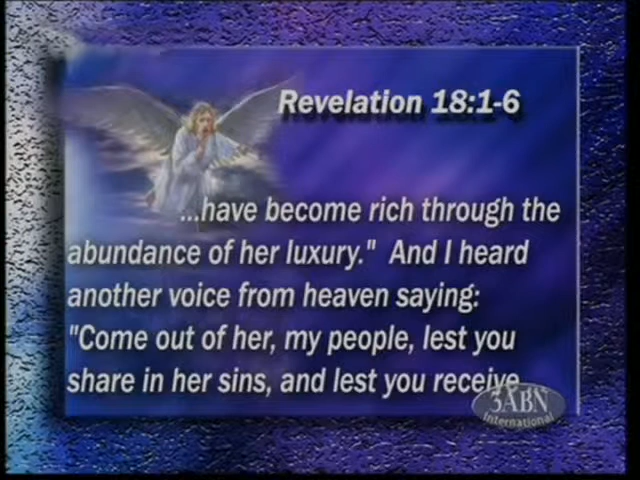 Revelation 18:1-6
...have become rich through the
abundance of her luxury." And I heard
another voice from heaven saying:
"Come out of her, my people, lest you
share in her sins, and lest you receive
3ABN
International